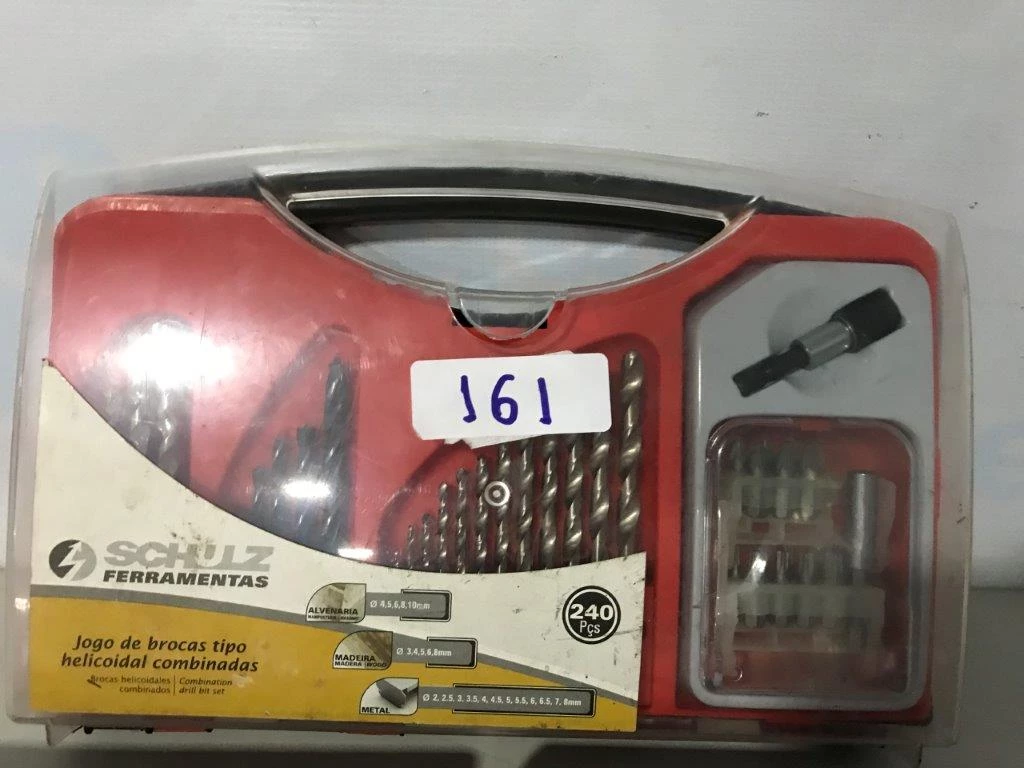 161
SCHULZ
FERRAMENTAS
Jogo de brocas tipo
helicoidal combinadas
Brocas helicoidales
combinados
Combination
drill bit set
ALVENARIA
Ø 4,5,6,8,10mm
MADEIRA
MADERA WOOD
Ø 3,4,5,6,8mm
METAL
Ø 2, 2.5, 3, 3.5, 4, 4.5, 5, 5.5, 6, 6.5, 7, 8mm
240
Pçs